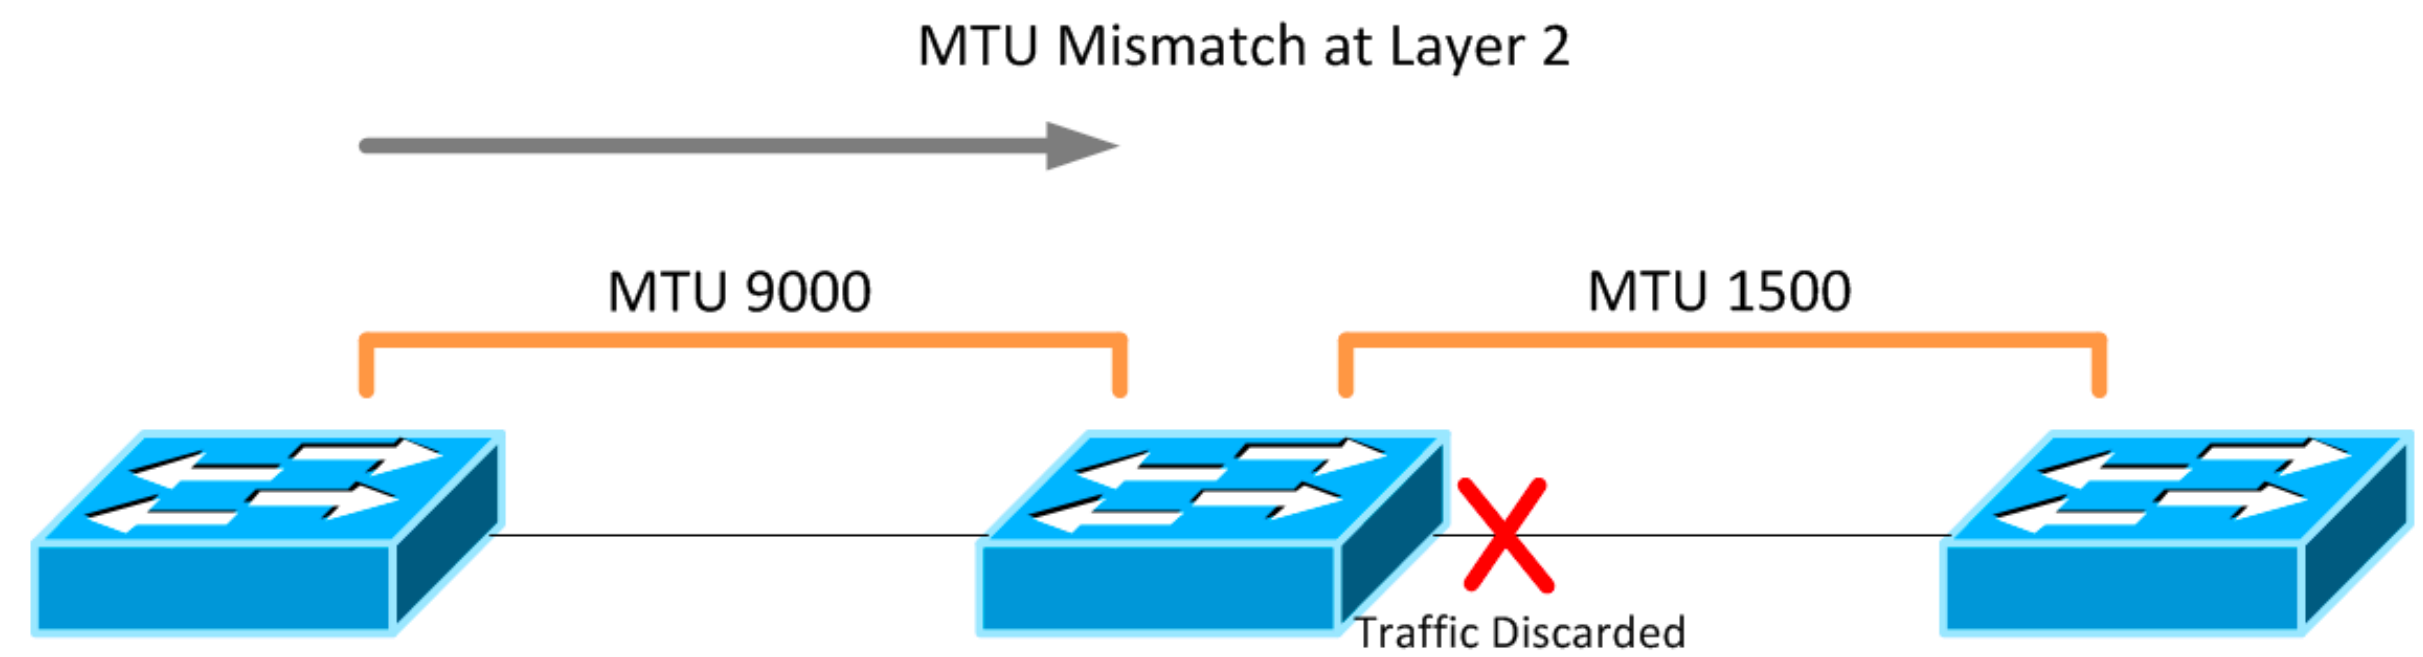 MTU Mismatch at Layer 2
MTU 9000
MTU 1500
Traffic Discarded